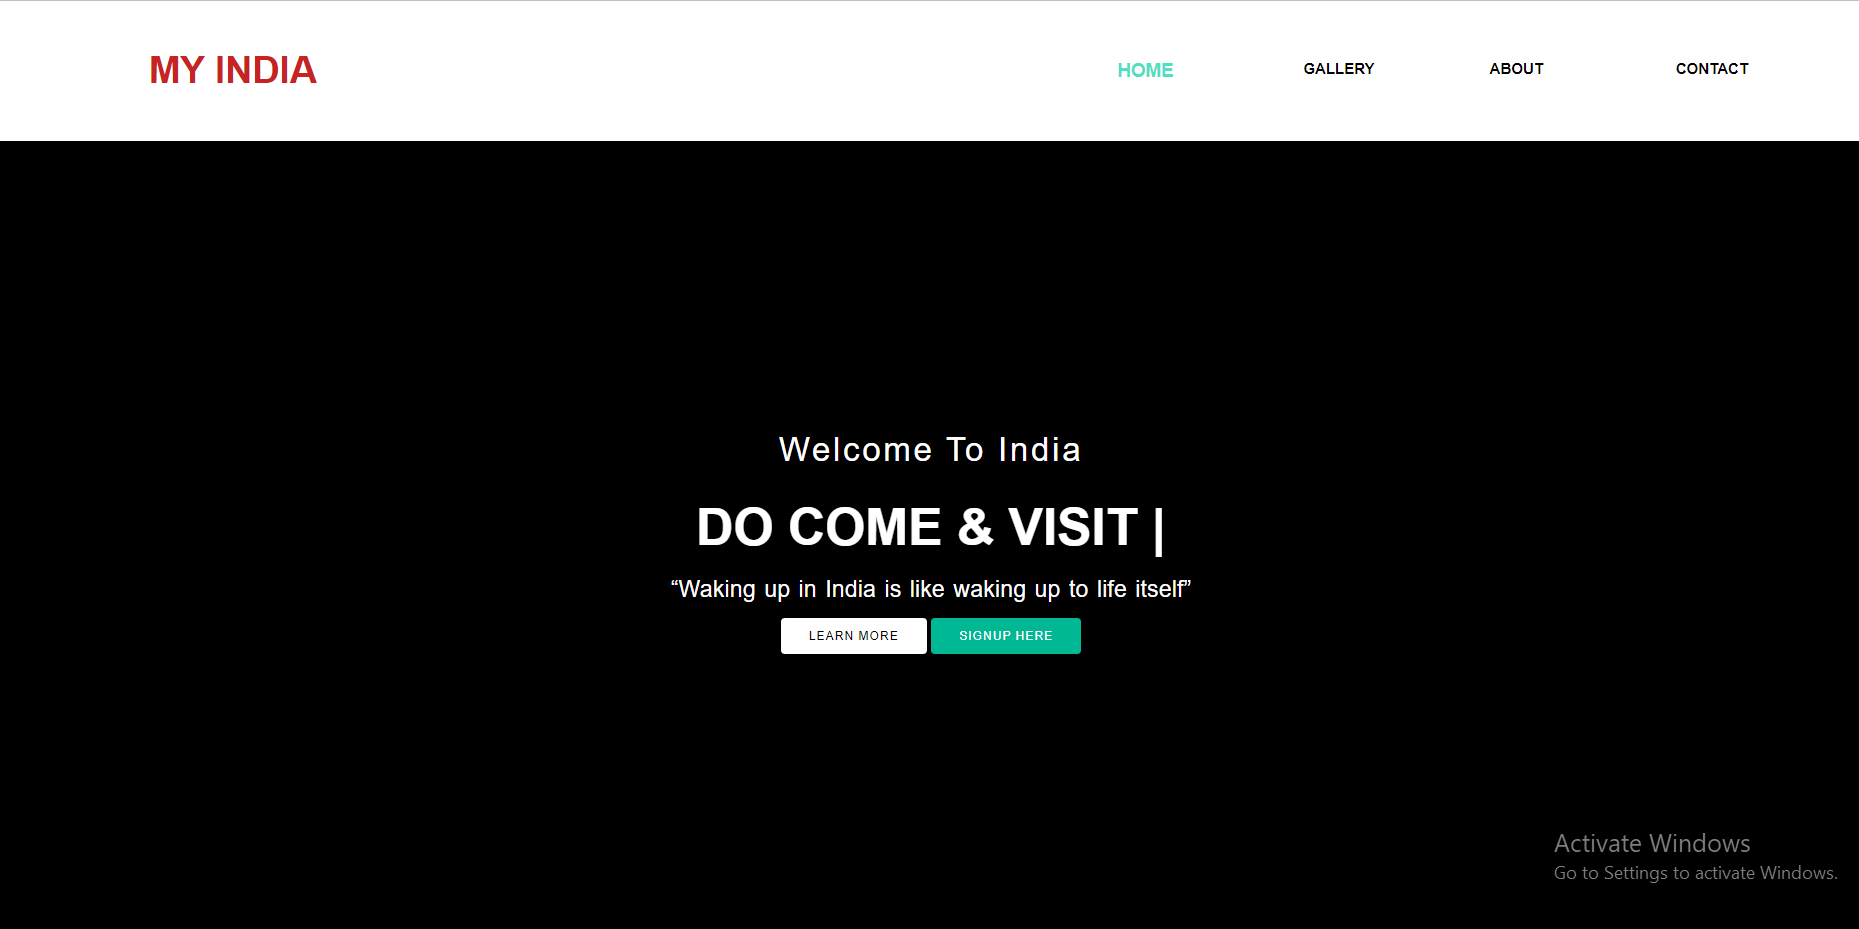 MY INDIA
HOME GALLERY ABOUT CONTACT
Welcome To India
DO COME & VISIT |
“Waking up in India is like waking up to life itself”
LEARN MORE SIGNUP HERE
Activate Windows
Go to Settings to activate Windows.